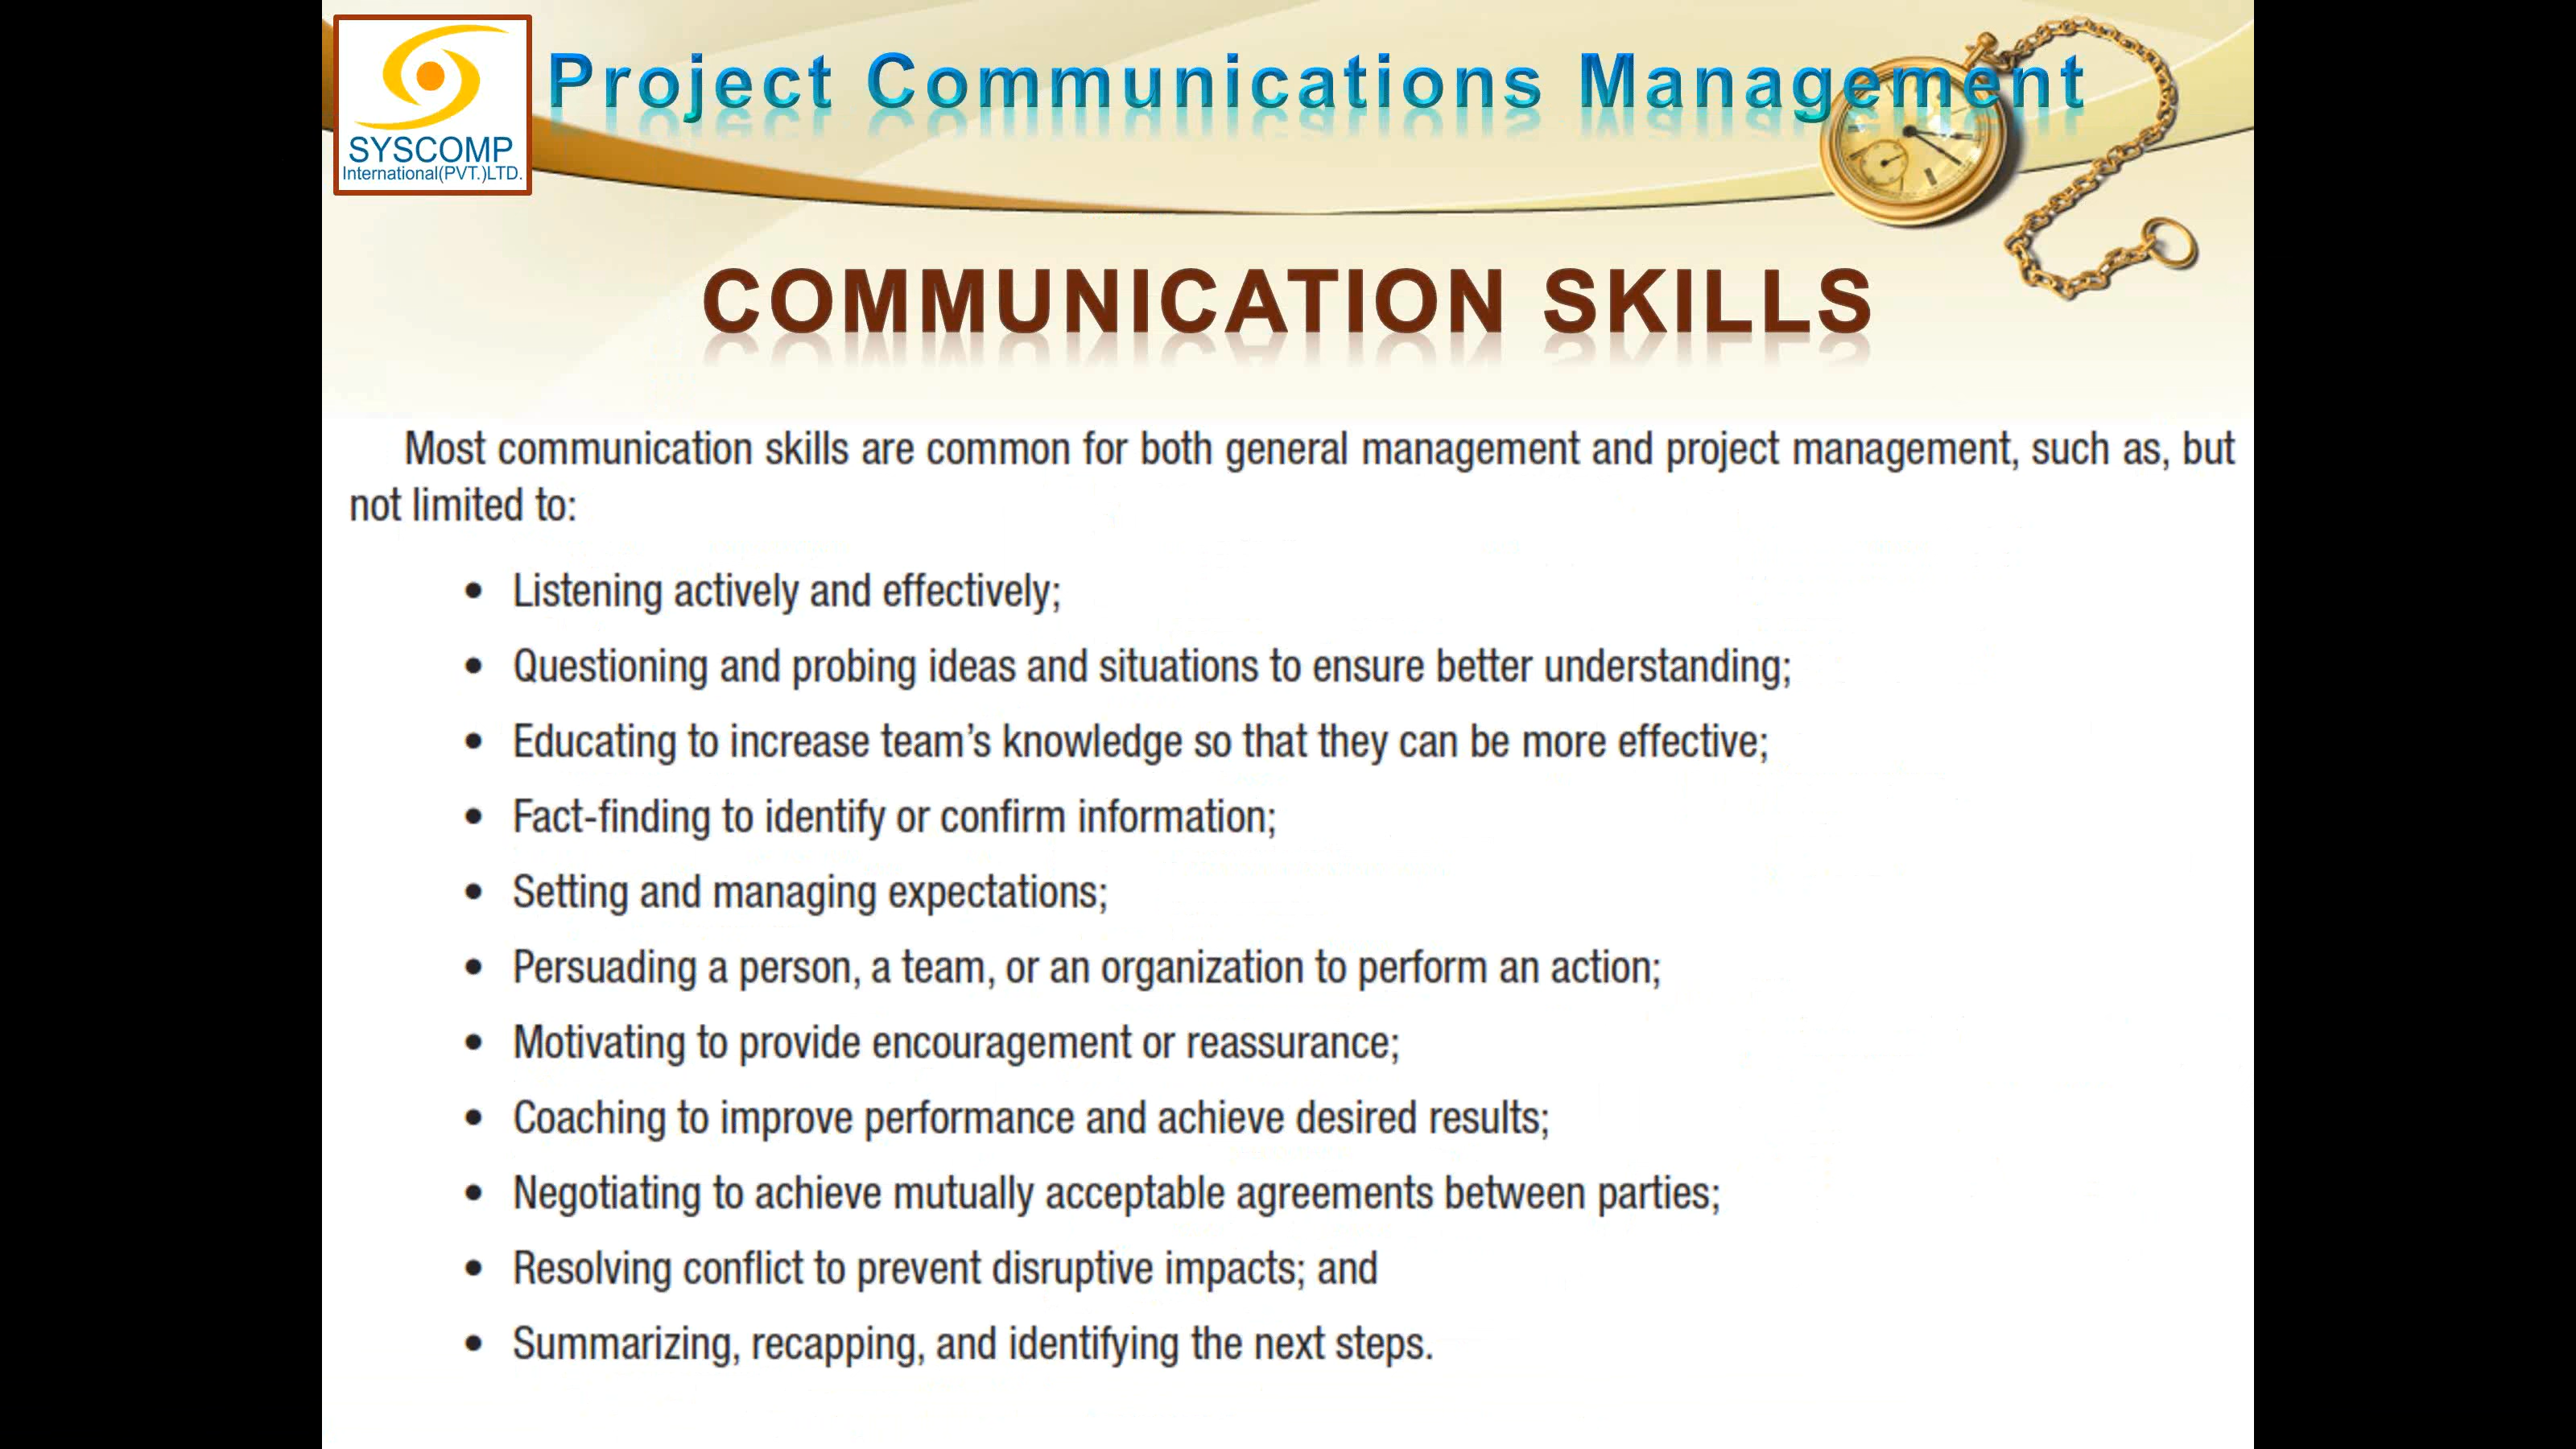 SYSCOMP
International(PVT.)LTD.
Project Communications Management
COMMUNICATION SKILLS
Most communication skills are common for both general management and project management, such as, but
not limited to:
• Listening actively and effectively;
• Questioning and probing ideas and situations to ensure better understanding;
• Educating to increase team’s knowledge so that they can be more effective;
• Fact-finding to identify or confirm information;
• Setting and managing expectations;
• Persuading a person, a team, or an organization to perform an action;
• Motivating to provide encouragement or reassurance;
• Coaching to improve performance and achieve desired results;
• Negotiating to achieve mutually acceptable agreements between parties;
• Resolving conflict to prevent disruptive impacts; and
• Summarizing, recapping, and identifying the next steps.